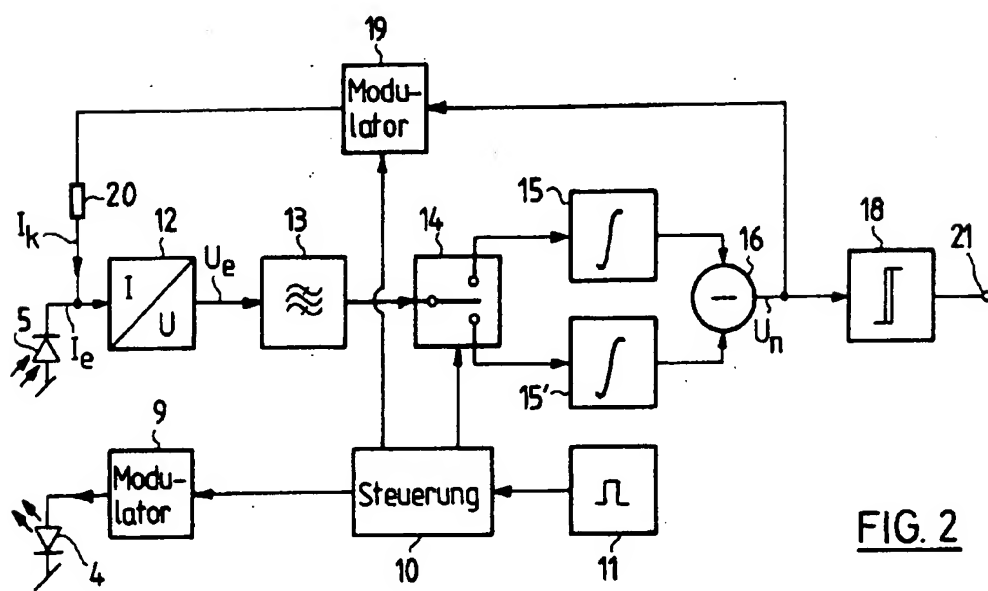 19
Modu-
lator
20
I_k
12
I
U
U_e
13
14
15
16
18
21
5
I_e
15'
U_n
9
Modu-
lator
4
Steuerung
10
11
FIG. 2